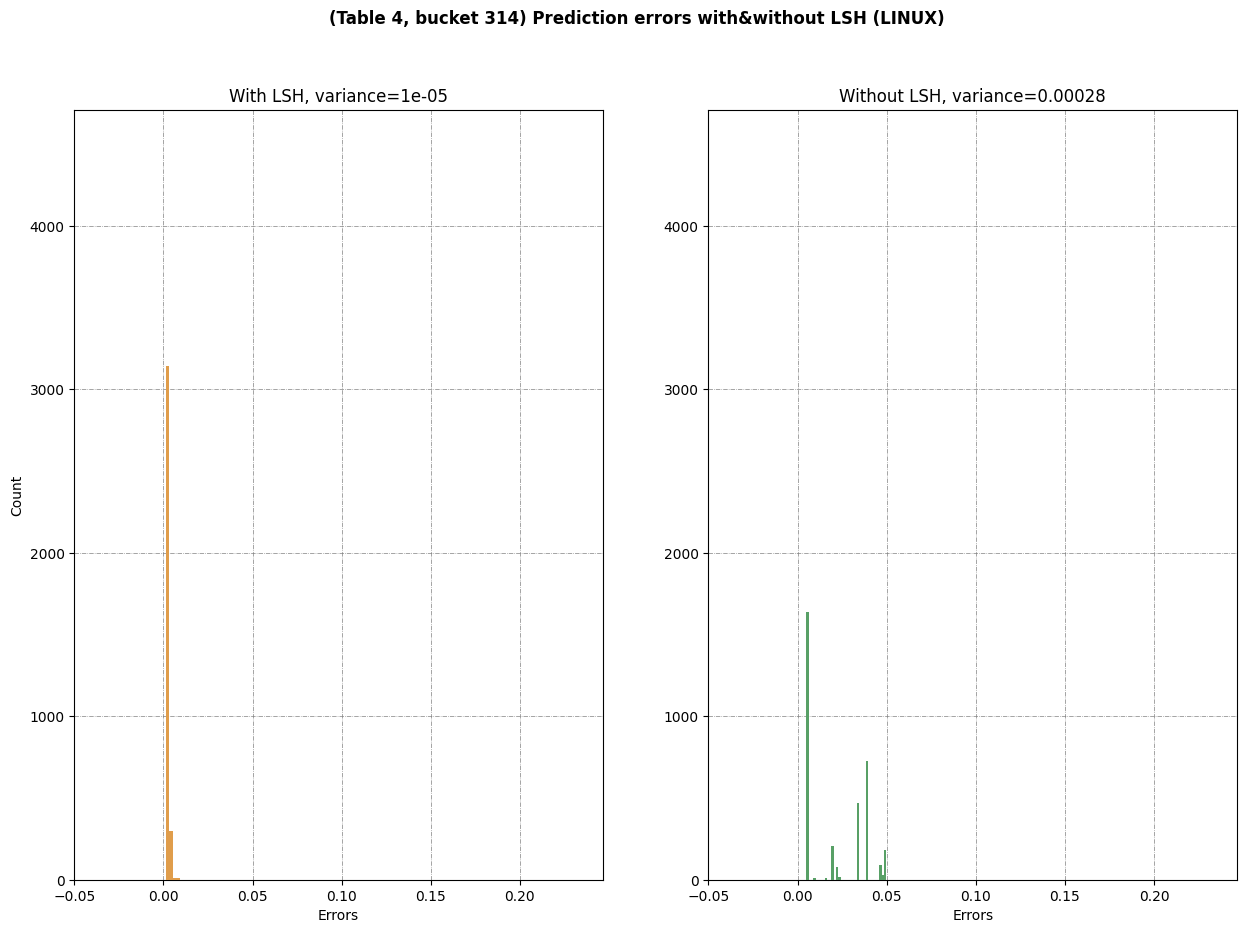 (Table 4, bucket 314) Prediction errors with&without LSH (LINUX)
With LSH, variance=1e-05
4000
3000
2000
1000
0
Count
−0.05 0.00 0.05 0.10 0.15 0.20
Errors
Without LSH, variance=0.00028
4000
3000
2000
1000
0
−0.05 0.00 0.05 0.10 0.15 0.20
Errors